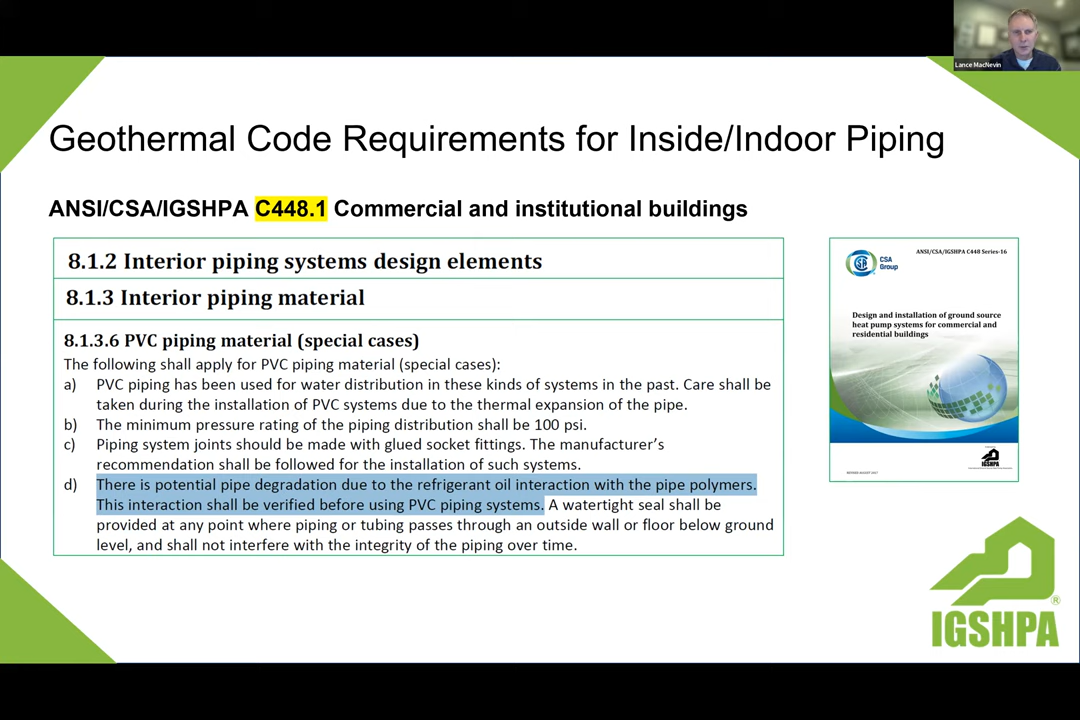 Lance MacNevin
Geothermal Code Requirements for Inside/Indoor Piping
ANSI/CSA/IGSHPA C448.1 Commercial and institutional buildings
8.1.2 Interior piping systems design elements
8.1.3 Interior piping material
8.1.3.6 PVC piping material (special cases)
The following shall apply for PVC piping material (special cases):
a) PVC piping has been used for water distribution in these kinds of systems in the past. Care shall be
taken during the installation of PVC systems due to the thermal expansion of the pipe.
b) The minimum pressure rating of the piping distribution shall be 100 psi.
c) Piping system joints should be made with glued socket fittings. The manufacturer's
recommendation shall be followed for the installation of such systems.
d) There is potential pipe degradation due to the refrigerant oil interaction with the pipe polymers.
This interaction shall be verified before using PVC piping systems. A watertight seal shall be
provided at any point where piping or tubing passes through an outside wall or floor below ground
level, and shall not interfere with the integrity of the piping over time.
ANSI/CSA/IGSHPA C448 Series-16
CSA
Group
Design and installation of ground source
heat pump systems for commercial and
residential buildings
IGSHPA
REVISED AUGUST 2017
IGSHPA®